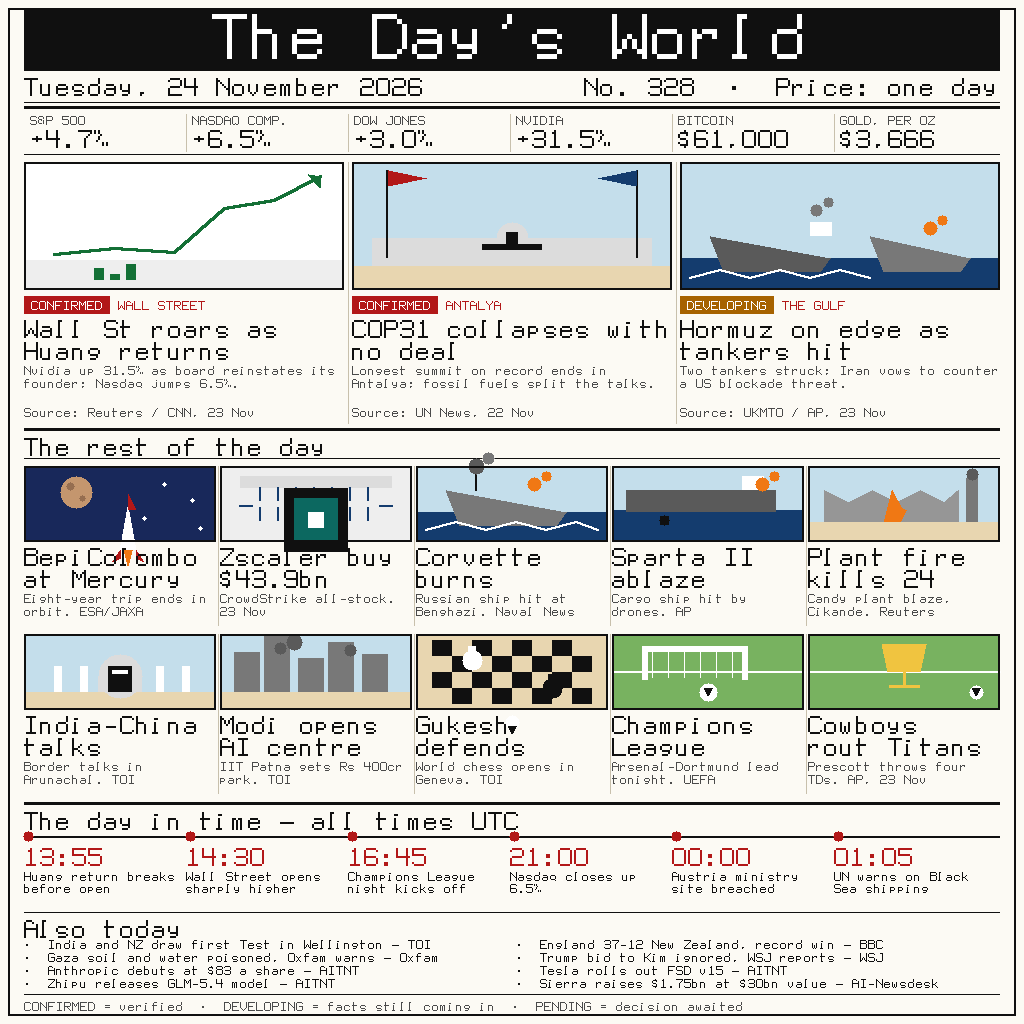 The Day's World
Tuesday, 24 November 2026
No. 328 · Price: one day
S&P 500
+4.7%
NASDAQ COMP.
+6.5%
DOW JONES
+3.0%
NVIDIA
+31.5%
BITCOIN
$61,000
GOLD, PER OZ
$3,666
CONFIRMED WALL STREET
Wall St roars as
Huang returns
Nvidia up 31.5% as board reinstates its
founder; Nasdaq jumps 6.5%.
Source: Reuters / CNN, 23 Nov
CONFIRMED ANTALYA
COP31 collapses with
no deal
Longest summit on record ends in
Antalya; fossil fuels split the talks.
Source: UN News, 22 Nov
DEVELOPING THE GULF
Hormuz on edge as
tankers hit
Two tankers struck; Iran vows to counter
a US blockade threat.
Source: UKMTO / AP, 23 Nov
The rest of the day
BepiColombo
at Mercury
Eight-year trip ends in
orbit. ESA/JAXA
Zscaler buy
$43.9bn
CrowdStrike all-stock.
23 Nov
Corvette
burns
Russian ship hit at
Benghazi. Naval News
Sparta II
ablaze
Cargo ship hit by
drones. AP
Plant fire
kills 24
Candy plant blaze,
Cikande. Reuters
India-China
talks
Border talks in
Arunachal. TOI
Modi opens
AI centre
IIT Patna gets Rs 400cr
park. TOI
Gukesh
defends
World chess opens in
Geneva. TOI
Champions
League
Arsenal-Dortmund lead
tonight. UEFA
Cowboys
rout Titans
Prescott throws four
TDs. AP, 23 Nov
The day in time – all times UTC
13:55
Huang return breaks
before open
14:30
Wall Street opens
sharply higher
16:45
Champions League
night kicks off
21:00
Nasdaq closes up
6.5%
00:00
Austria ministry
site breached
01:05
UN warns on Black
Sea shipping
Also today
· India and NZ draw first Test in Wellington – TOI
· Gaza soil and water poisoned, Oxfam warns – Oxfam
· Anthropic debuts at $83 a share – AITNT
· Zhipu releases GLM-5.4 model – AITNT
· England 37-12 New Zealand, record win – BBC
· Trump bid to Kim ignored, WSJ reports – WSJ
· Tesla rolls out FSD v15 – AITNT
· Sierra raises $1.75bn at $30bn value – AI-Newsdesk
CONFIRMED = verified · DEVELOPING = facts still coming in · PENDING = decision awaited